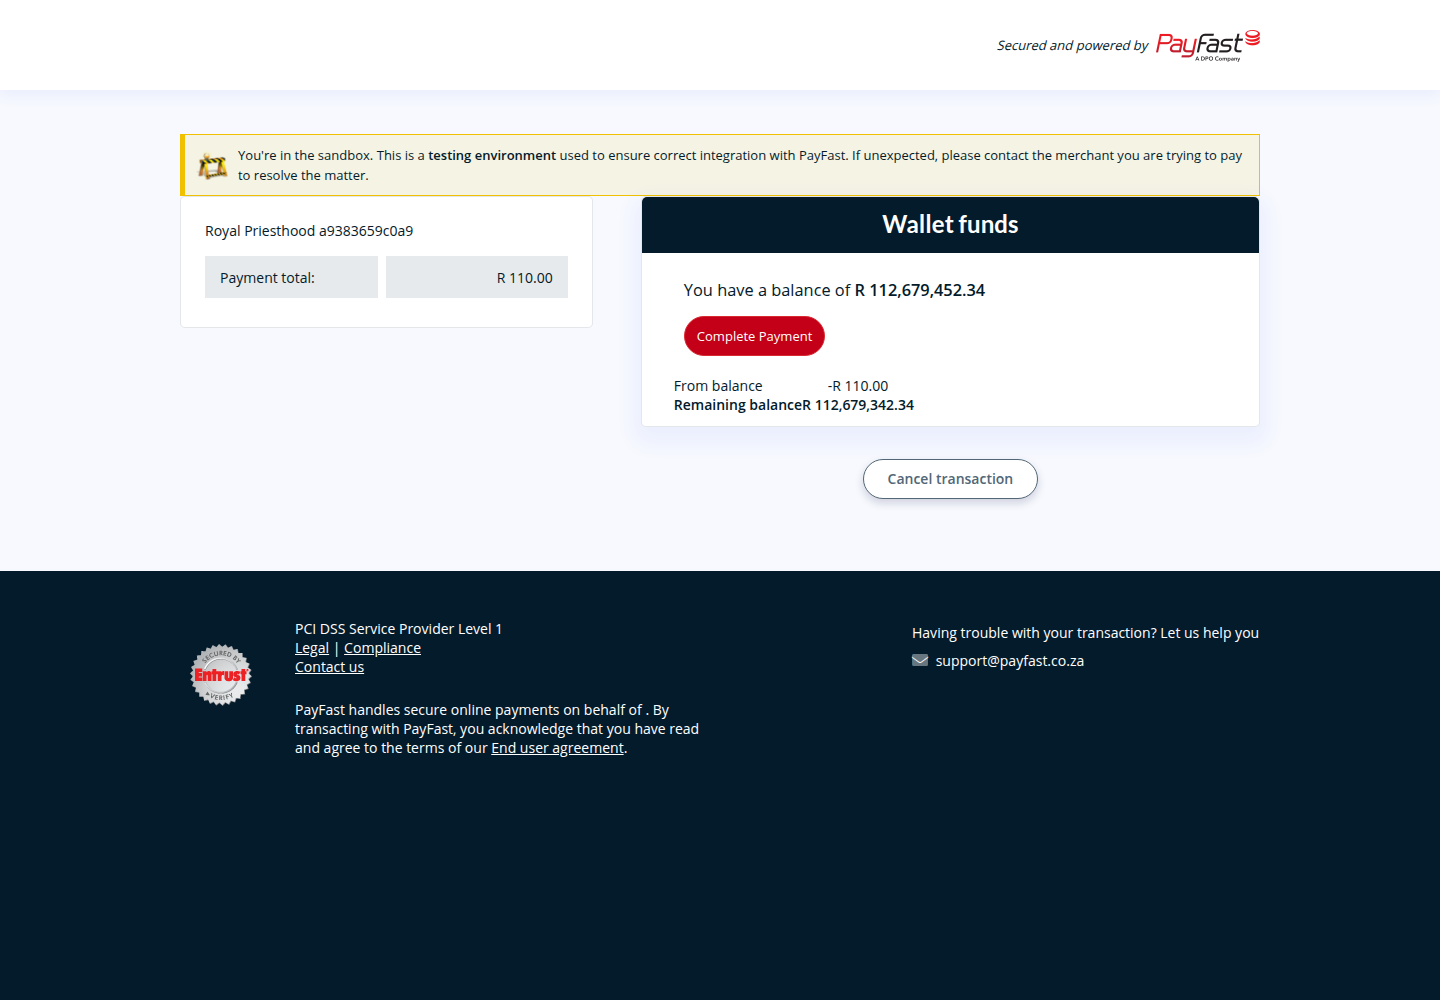 Secured and powered by PayFast
A DPO Company
You're in the sandbox. This is a testing environment used to ensure correct integration with PayFast. If unexpected, please contact the merchant you are trying to pay
to resolve the matter.
Royal Priesthood a9383659c0a9
Payment total: R 110.00
Wallet funds
You have a balance of R 112,679,452.34
Complete Payment
From balance -R 110.00
Remaining balanceR 112,679,342.34
Cancel transaction
SECURED BY
Entrust
VERIFY
PCI DSS Service Provider Level 1
Legal | Compliance
Contact us
PayFast handles secure online payments on behalf of . By
transacting with PayFast, you acknowledge that you have read
and agree to the terms of our End user agreement.
Having trouble with your transaction? Let us help you
support@payfast.co.za